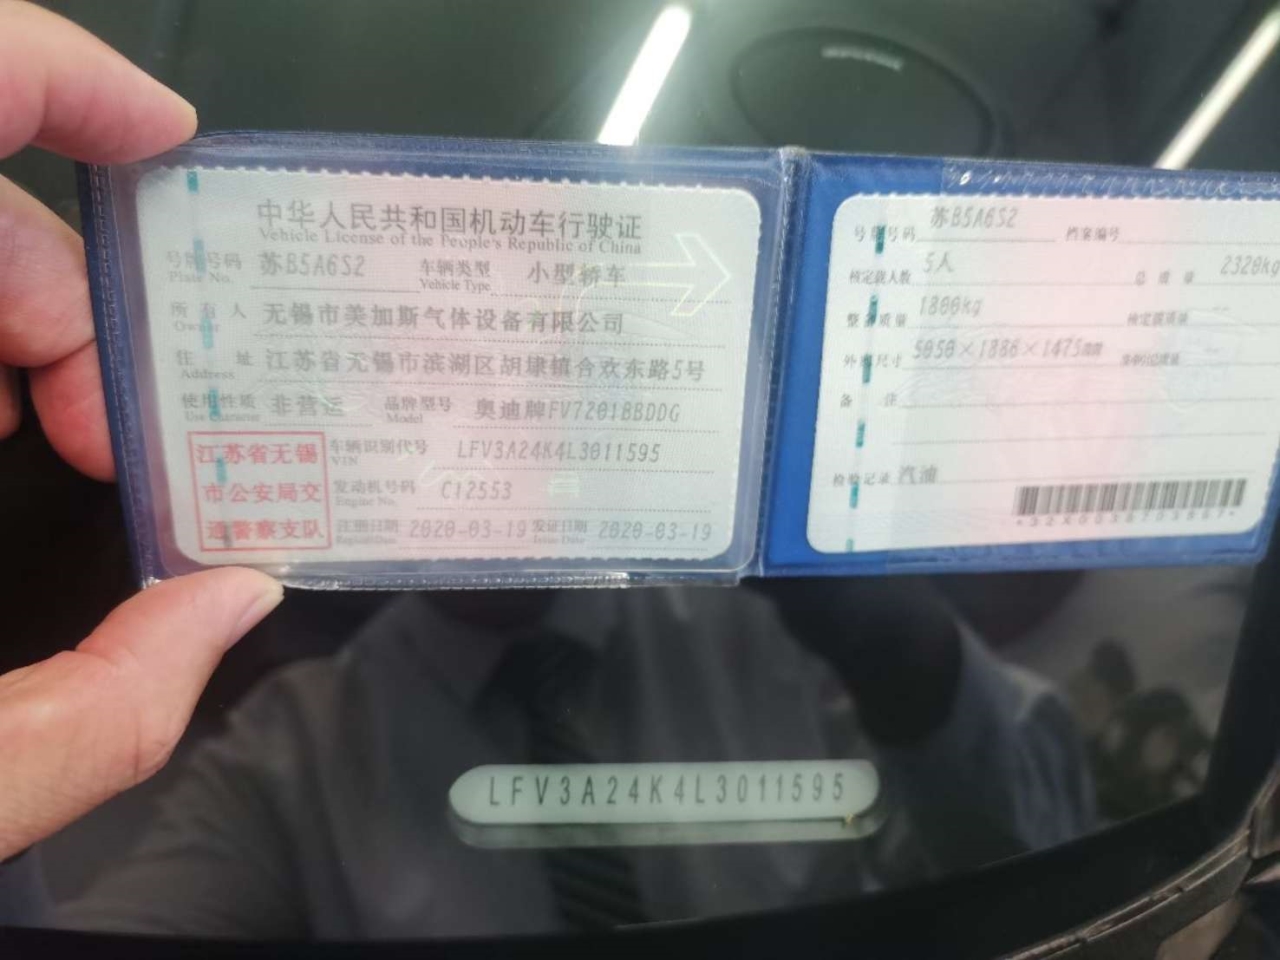 中华人民共和国机动车行驶证
Vehicle License of the People's Republic of China
号牌号码 苏B5A6S2 车辆类型 小型轿车
Plate No. Vehicle Type
所有人 无锡市美加斯气体设备有限公司
Owner
住址 江苏省无锡市滨湖区胡埭镇合欢东路5号
Address
使用性质 非营运 品牌型号 奥迪牌FV7201BBDDG
Use Character Model
江苏省无锡
市公安局交
通警察支队
车辆识别代号 LFV3A24K4L3011595
VIN
发动机号码 C12553
Engine No.
注册日期 2020-03-19 发证日期 2020-03-19
Register Date Issue Date
号牌号码 苏B5A6S2 档案编号
核定载人数 5人 总质量 2320kg
整备质量 1800kg 核定载质量 --
外廓尺寸 5050×1886×1475mm 准牵引总质量 --
备注
检验记录 汽油
LFV3A24K4L3011595